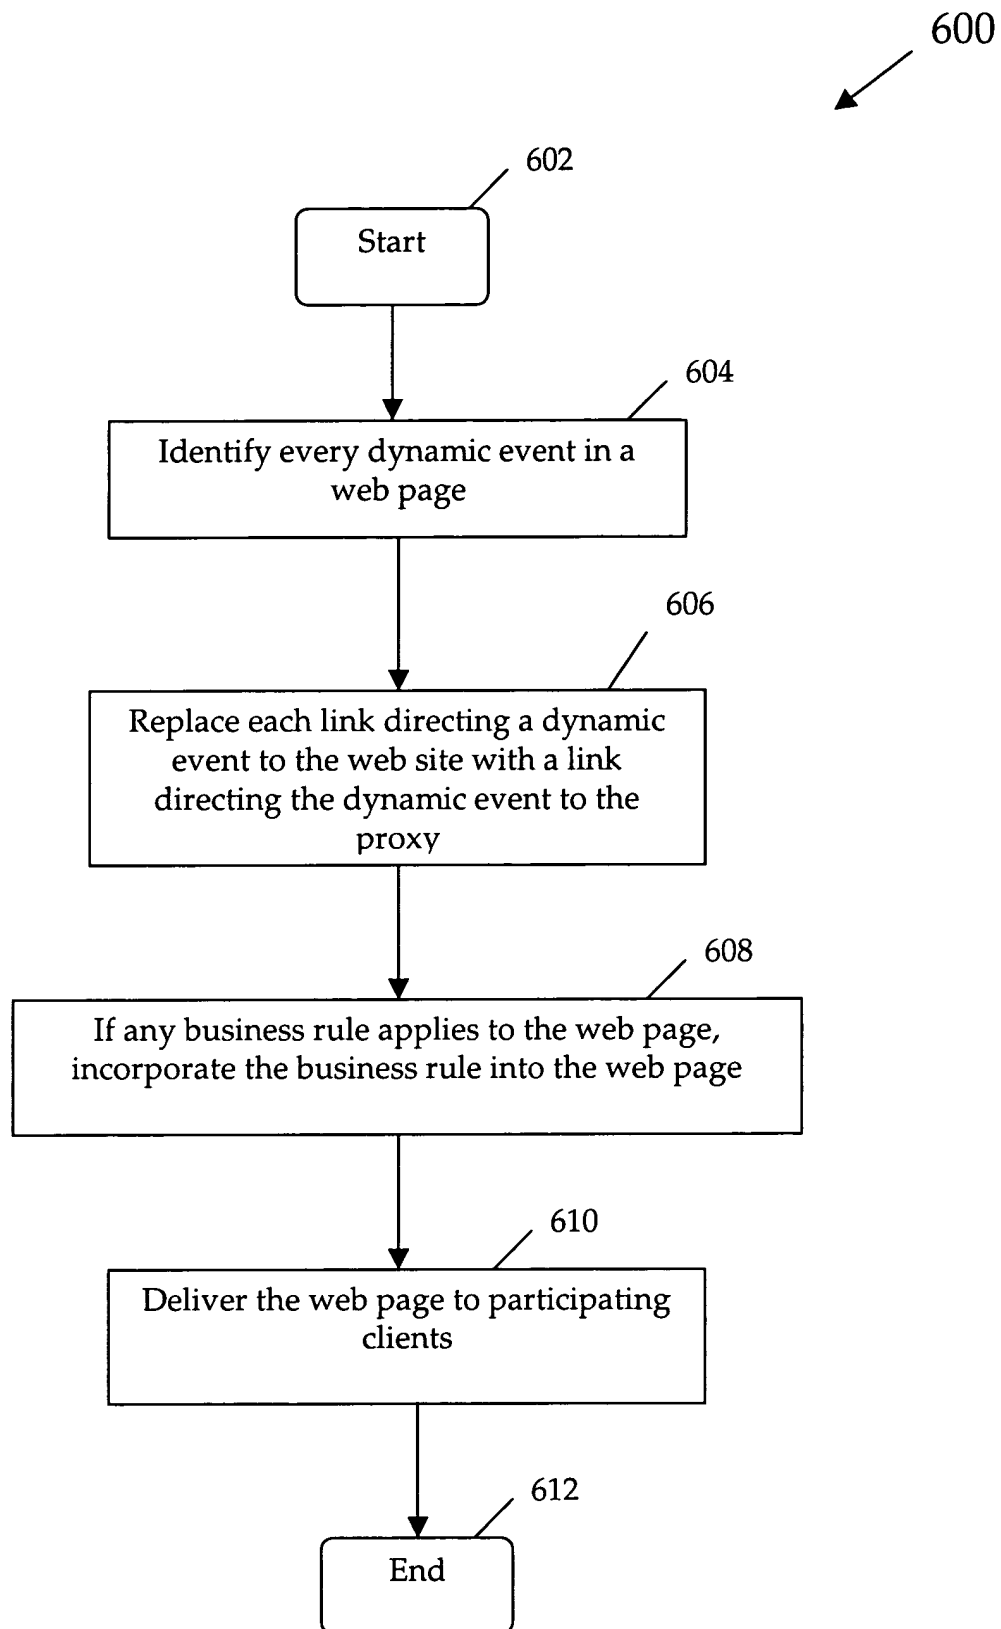 600
602
Start
604
Identify every dynamic event in a
web page
606
Replace each link directing a dynamic
event to the web site with a link
directing the dynamic event to the
proxy
608
If any business rule applies to the web page,
incorporate the business rule into the web page
610
Deliver the web page to participating
clients
612
End